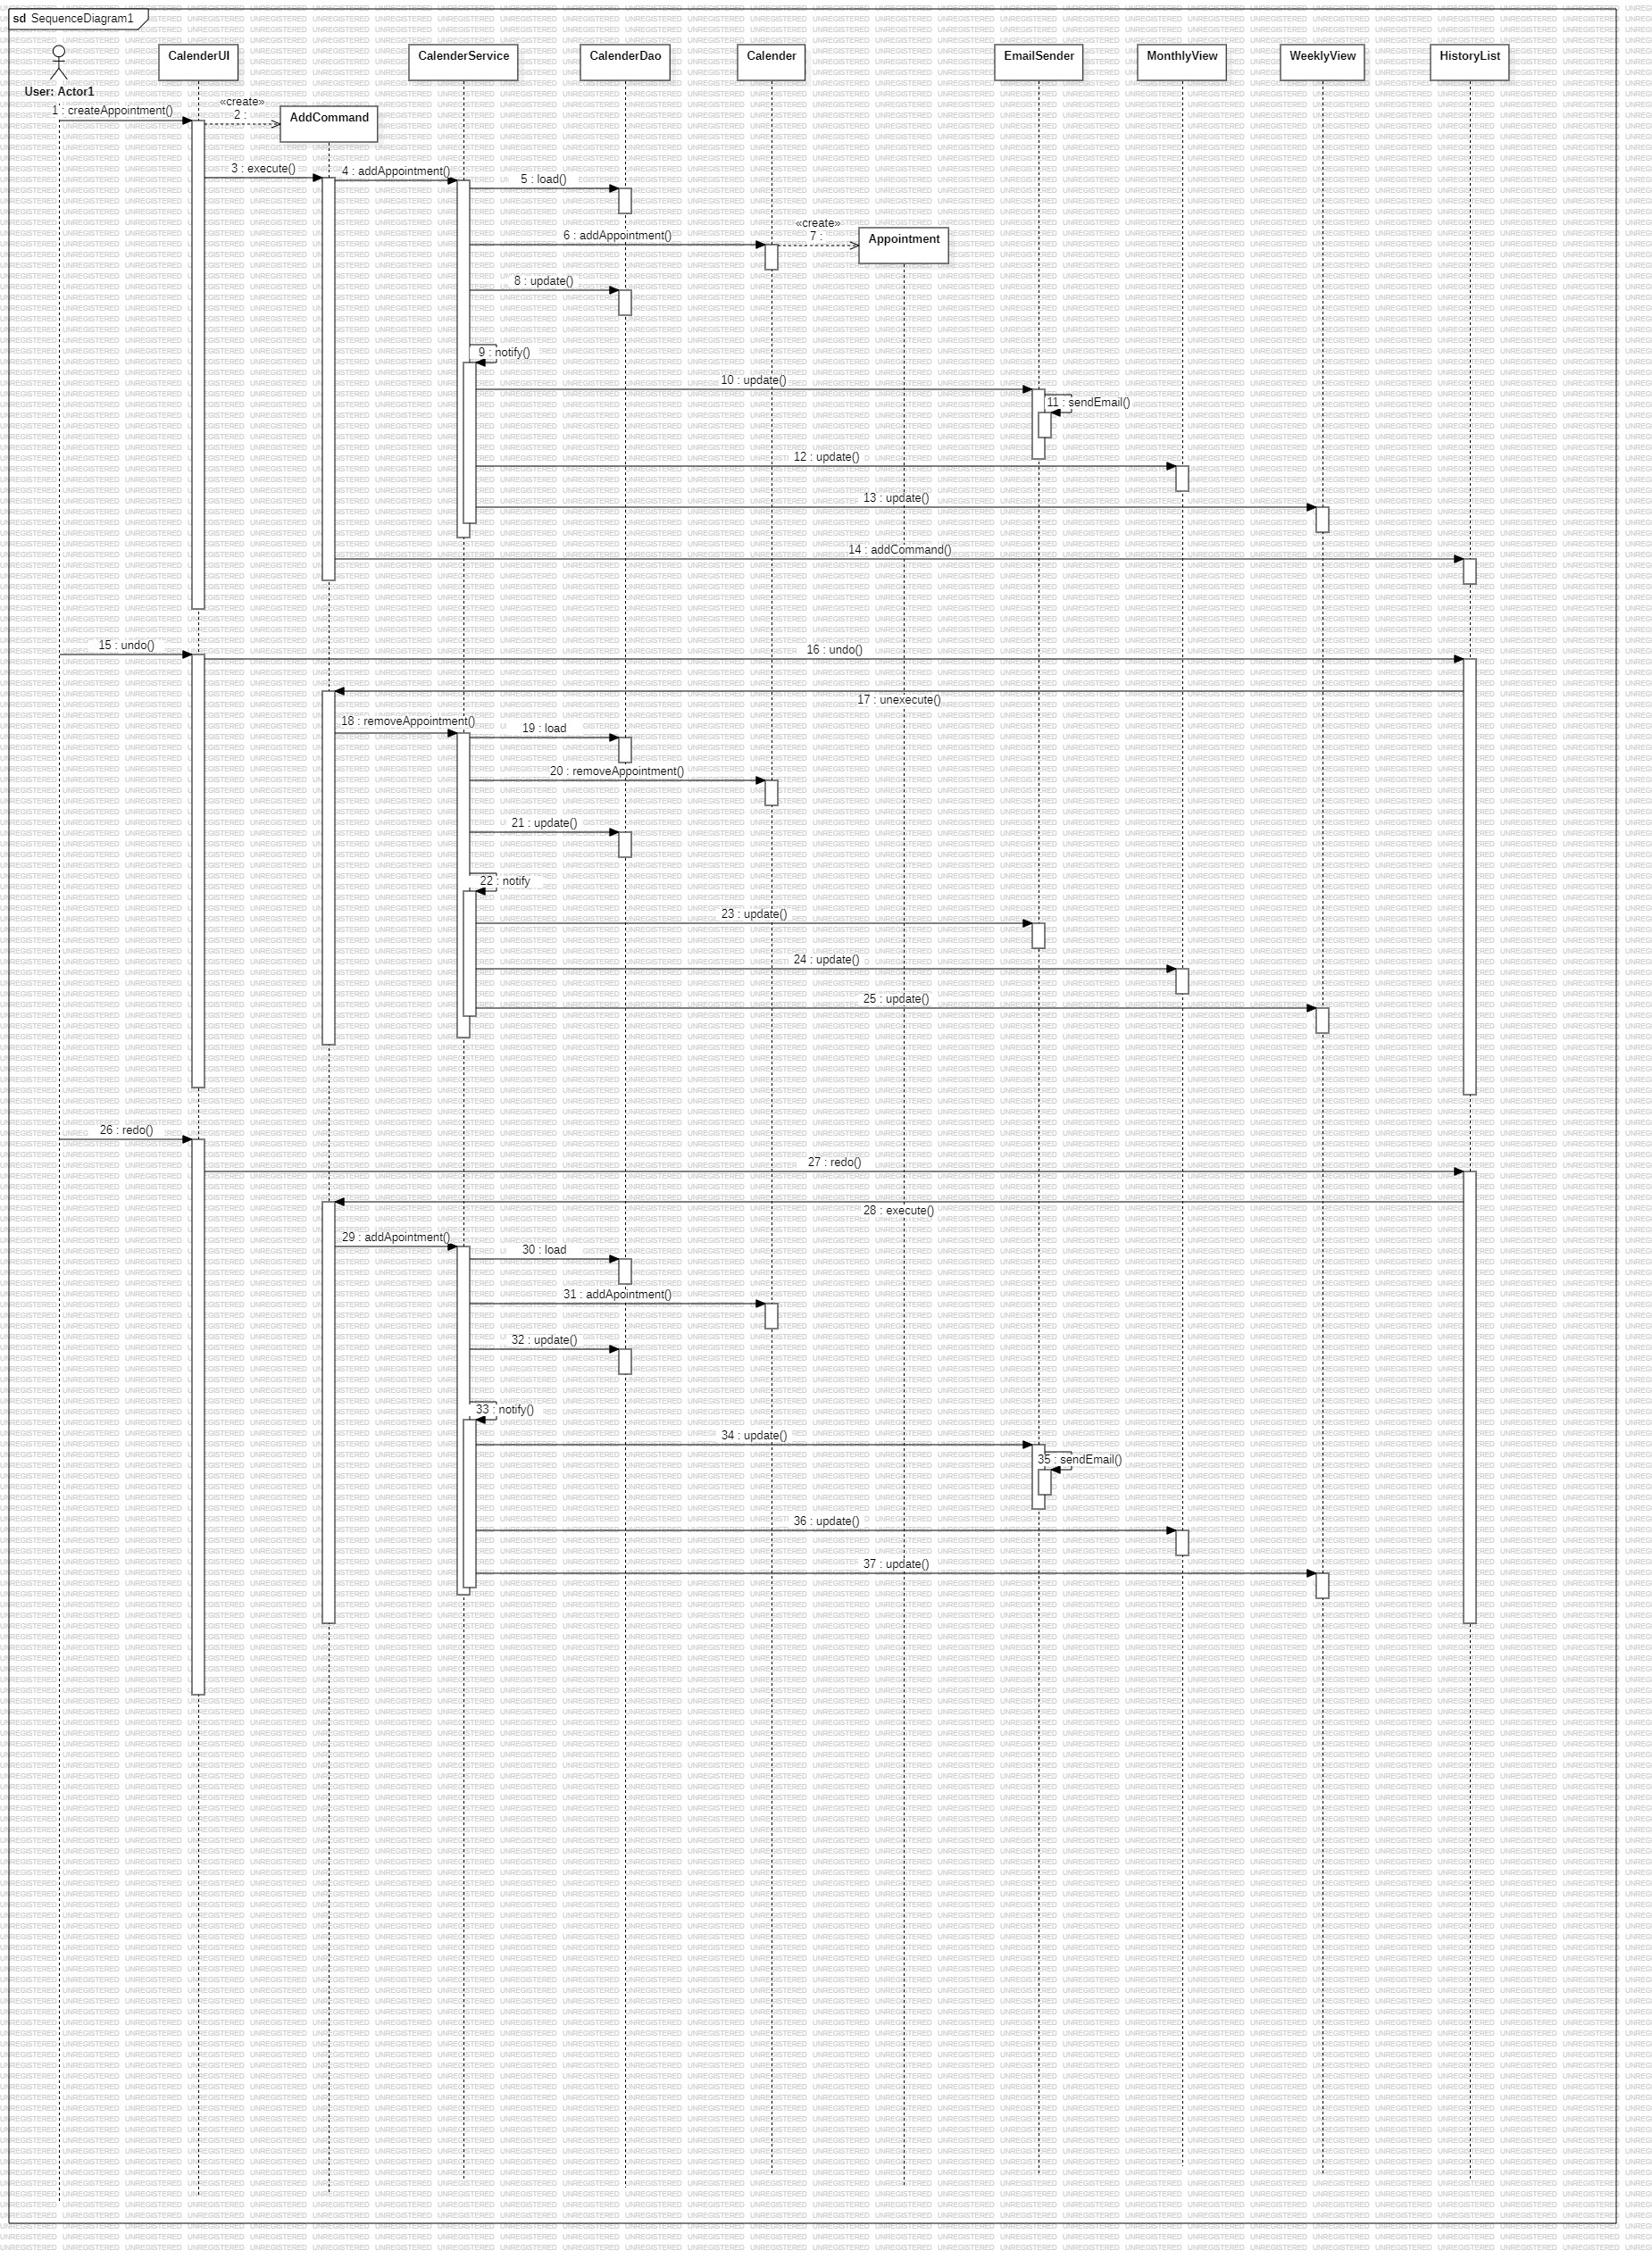 sd SequenceDiagram1
CalenderUI
CalenderService
CalenderDao
Calender
EmailSender
MonthlyView
WeeklyView
HistoryList
User: Actor1
1 : createAppointment()
«create»
2 :
AddCommand
3 : execute()
4 : addAppointment()
5 : load()
6 : addAppointment()
«create»
7 :
Appointment
8 : update()
9 : notify()
10 : update()
11 : sendEmail()
12 : update()
13 : update()
14 : addCommand()
15 : undo()
16 : undo()
17 : unexecute()
18 : removeAppointment()
19 : load
20 : removeAppointment()
21 : update()
22 : notify
23 : update()
24 : update()
25 : update()
26 : redo()
27 : redo()
28 : execute()
29 : addApointment()
30 : load
31 : addApointment()
32 : update()
33 : notify()
34 : update()
35 : sendEmail()
36 : update()
37 : update()
UNREGISTERED